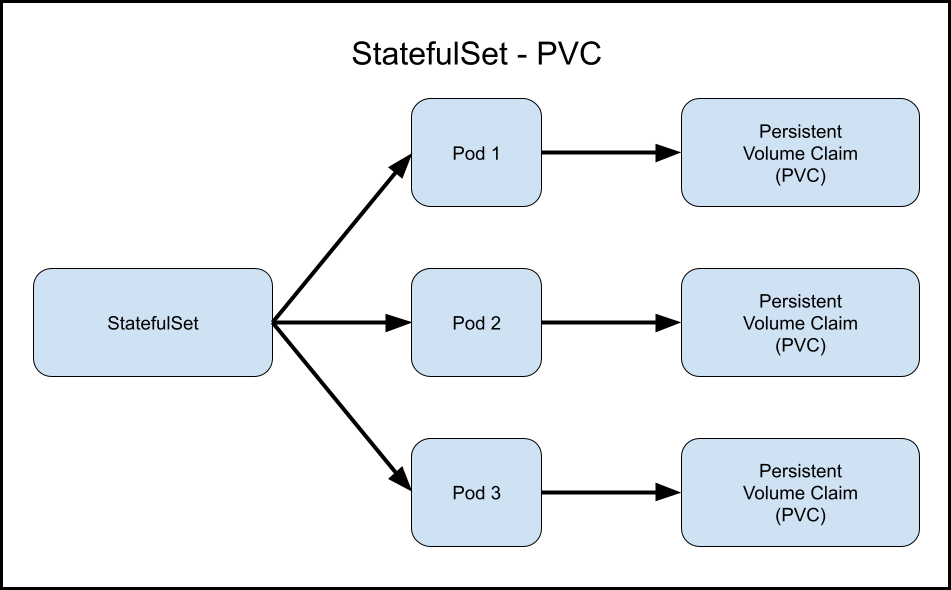 StatefulSet - PVC
Pod 1
Persistent
Volume Claim
(PVC)
StatefulSet
Pod 2
Persistent
Volume Claim
(PVC)
Pod 3
Persistent
Volume Claim
(PVC)